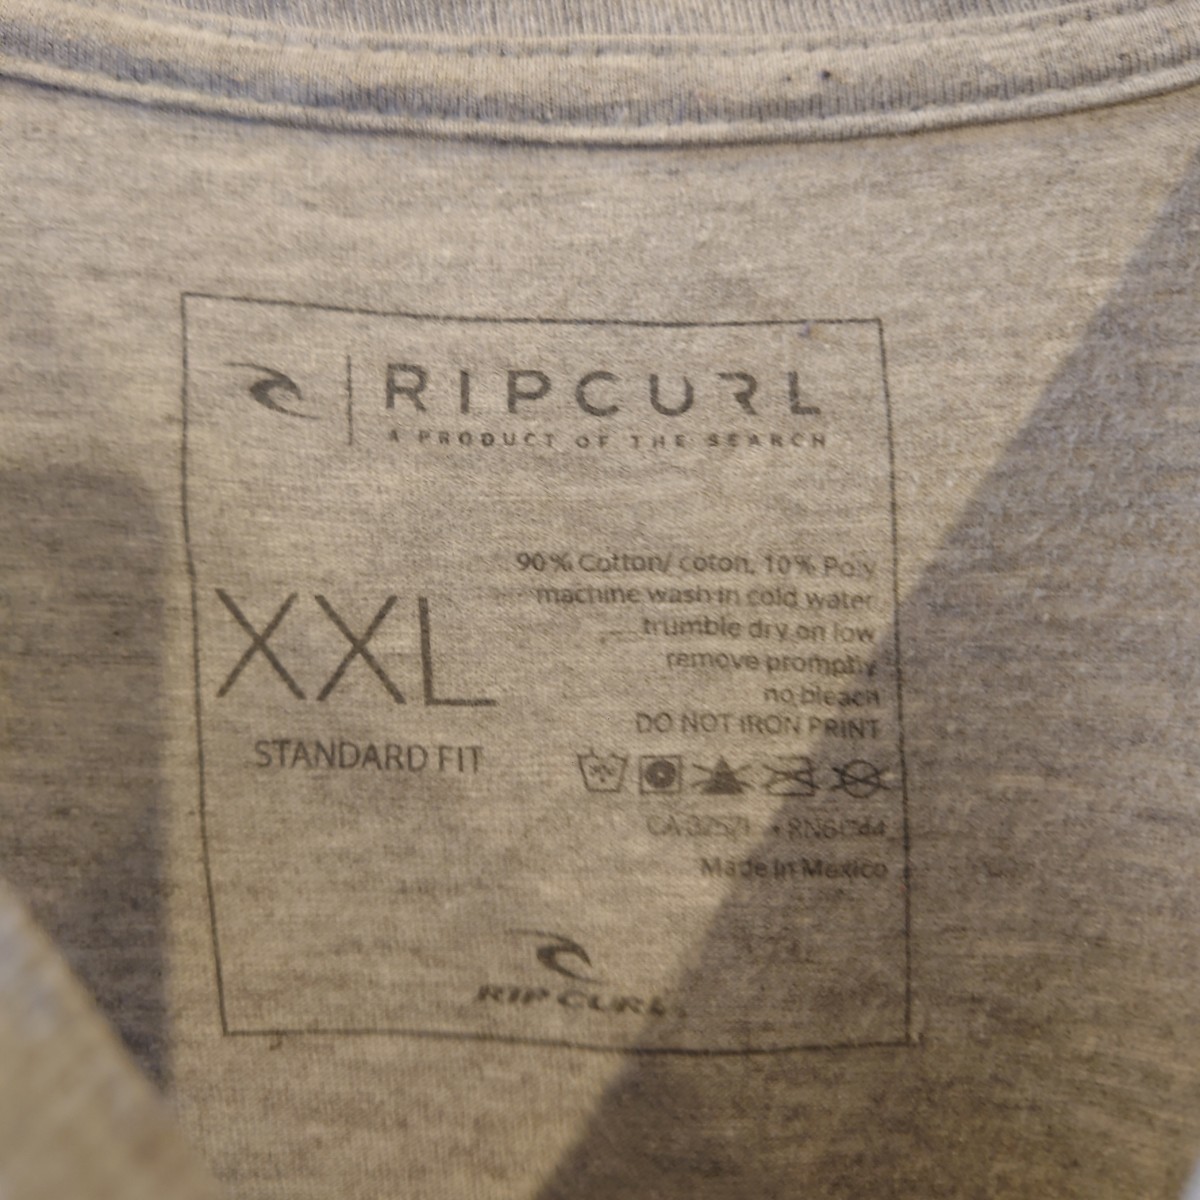 RIPCURL
A PRODUCT OF THE SEARCH
XXL
STANDARD FIT
90% Cotton/ coton, 10% Poly
machine wash in cold water
trumble dry on low
remove promptly
no bleach
DO NOT IRON PRINT
Made In Mexico
RIP CURL